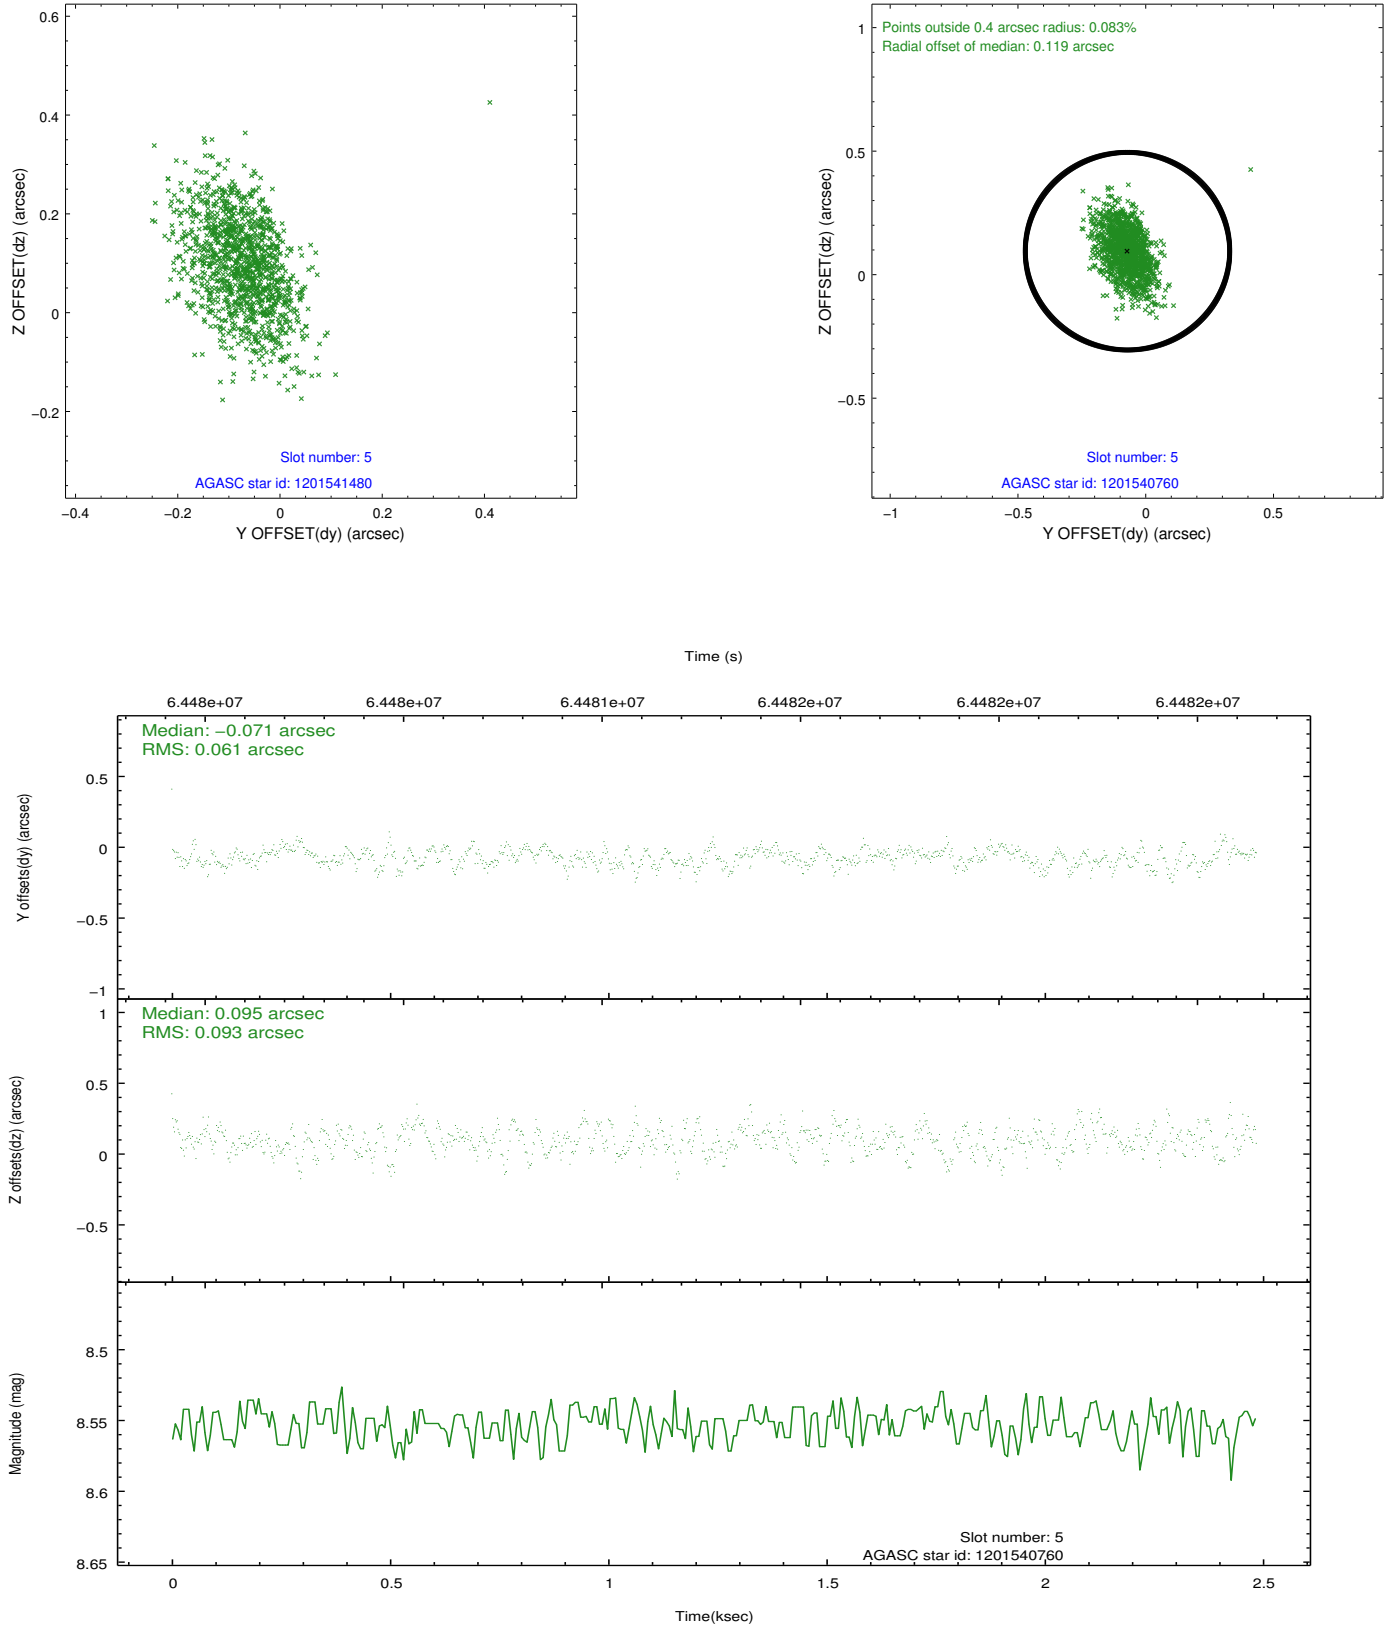 0.6
0.4
0.2
0
−0.2
Z OFFSET(dz) (arcsec)
Slot number: 5
AGASC star id: 1201541480
−0.4 −0.2 0 0.2 0.4
Y OFFSET(dy) (arcsec)
Points outside 0.4 arcsec radius: 0.083%
Radial offset of median: 0.119 arcsec
1
0.5
0
−0.5
Z OFFSET(dz) (arcsec)
Slot number: 5
AGASC star id: 1201540760
−1 −0.5 0 0.5
Y OFFSET(dy) (arcsec)
Time (s)
6.448e+07 6.448e+07 6.4481e+07 6.4482e+07 6.4482e+07 6.4482e+07
Median: −0.071 arcsec
RMS: 0.061 arcsec
0.5
0
−0.5
−1
Y offsets(dy) (arcsec)
Median: 0.095 arcsec
RMS: 0.093 arcsec
1
0.5
0
−0.5
Z offsets(dz) (arcsec)
8.5
8.55
8.6
8.65
Magnitude (mag)
Slot number: 5
AGASC star id: 1201540760
0 0.5 1 1.5 2 2.5
Time(ksec)